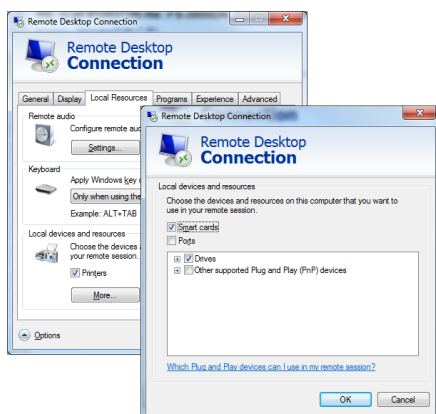 Remote Desktop Connection
Remote Desktop
Connection
General Display Local Resources Programs Experience Advanced
Remote audio
Configure remote aud
Settings...
Keyboard
Apply Windows key
Only when using the
Example: ALT+TAB
Local devices and resources
Choose the devices
your remote session.
Printers
More...
Options
Remote Desktop Connection
Remote Desktop
Connection
Local devices and resources
Choose the devices and resources on this computer that you want to
use in your remote session.
Smart cards
Ports
Drives
Other supported Plug and Play (PnP) devices
Which Plug and Play devices can I use in my remote session?
OK Cancel